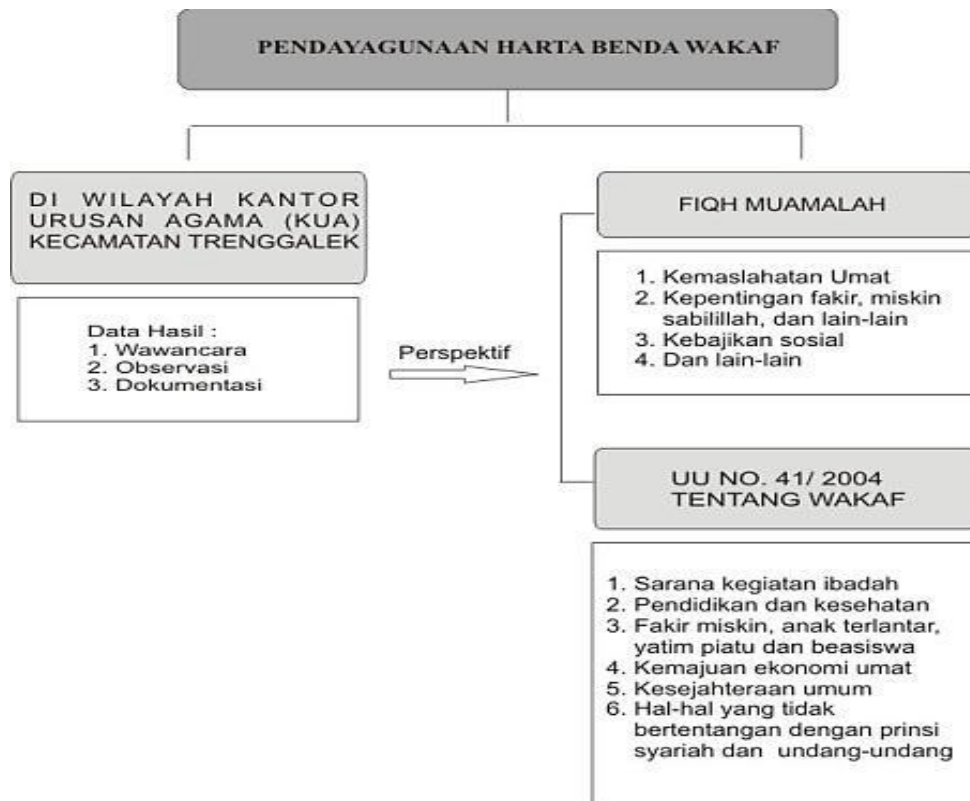 PENDAYAGUNAAN HARTA BENDA WAKAF
DI WILAYAH KANTOR
URUSAN AGAMA (KUA)
KECAMATAN TRENGGALEK
Data Hasil :
1. Wawancara
2. Observasi
3. Dokumentasi
Perspektif
FIQH MUAMALAH
1. Kemaslahatan Umat
2. Kepentingan fakir, miskin
sabilillah, dan lain-lain
3. Kebajikan sosial
4. Dan lain-lain
UU NO. 41/ 2004
TENTANG WAKAF
1. Sarana kegiatan ibadah
2. Pendidikan dan kesehatan
3. Fakir miskin, anak terlantar,
yatim piatu dan beasiswa
4. Kemajuan ekonomi umat
5. Kesejahteraan umum
6. Hal-hal yang tidak
bertentangan dengan prinsi
syariah dan undang-undang